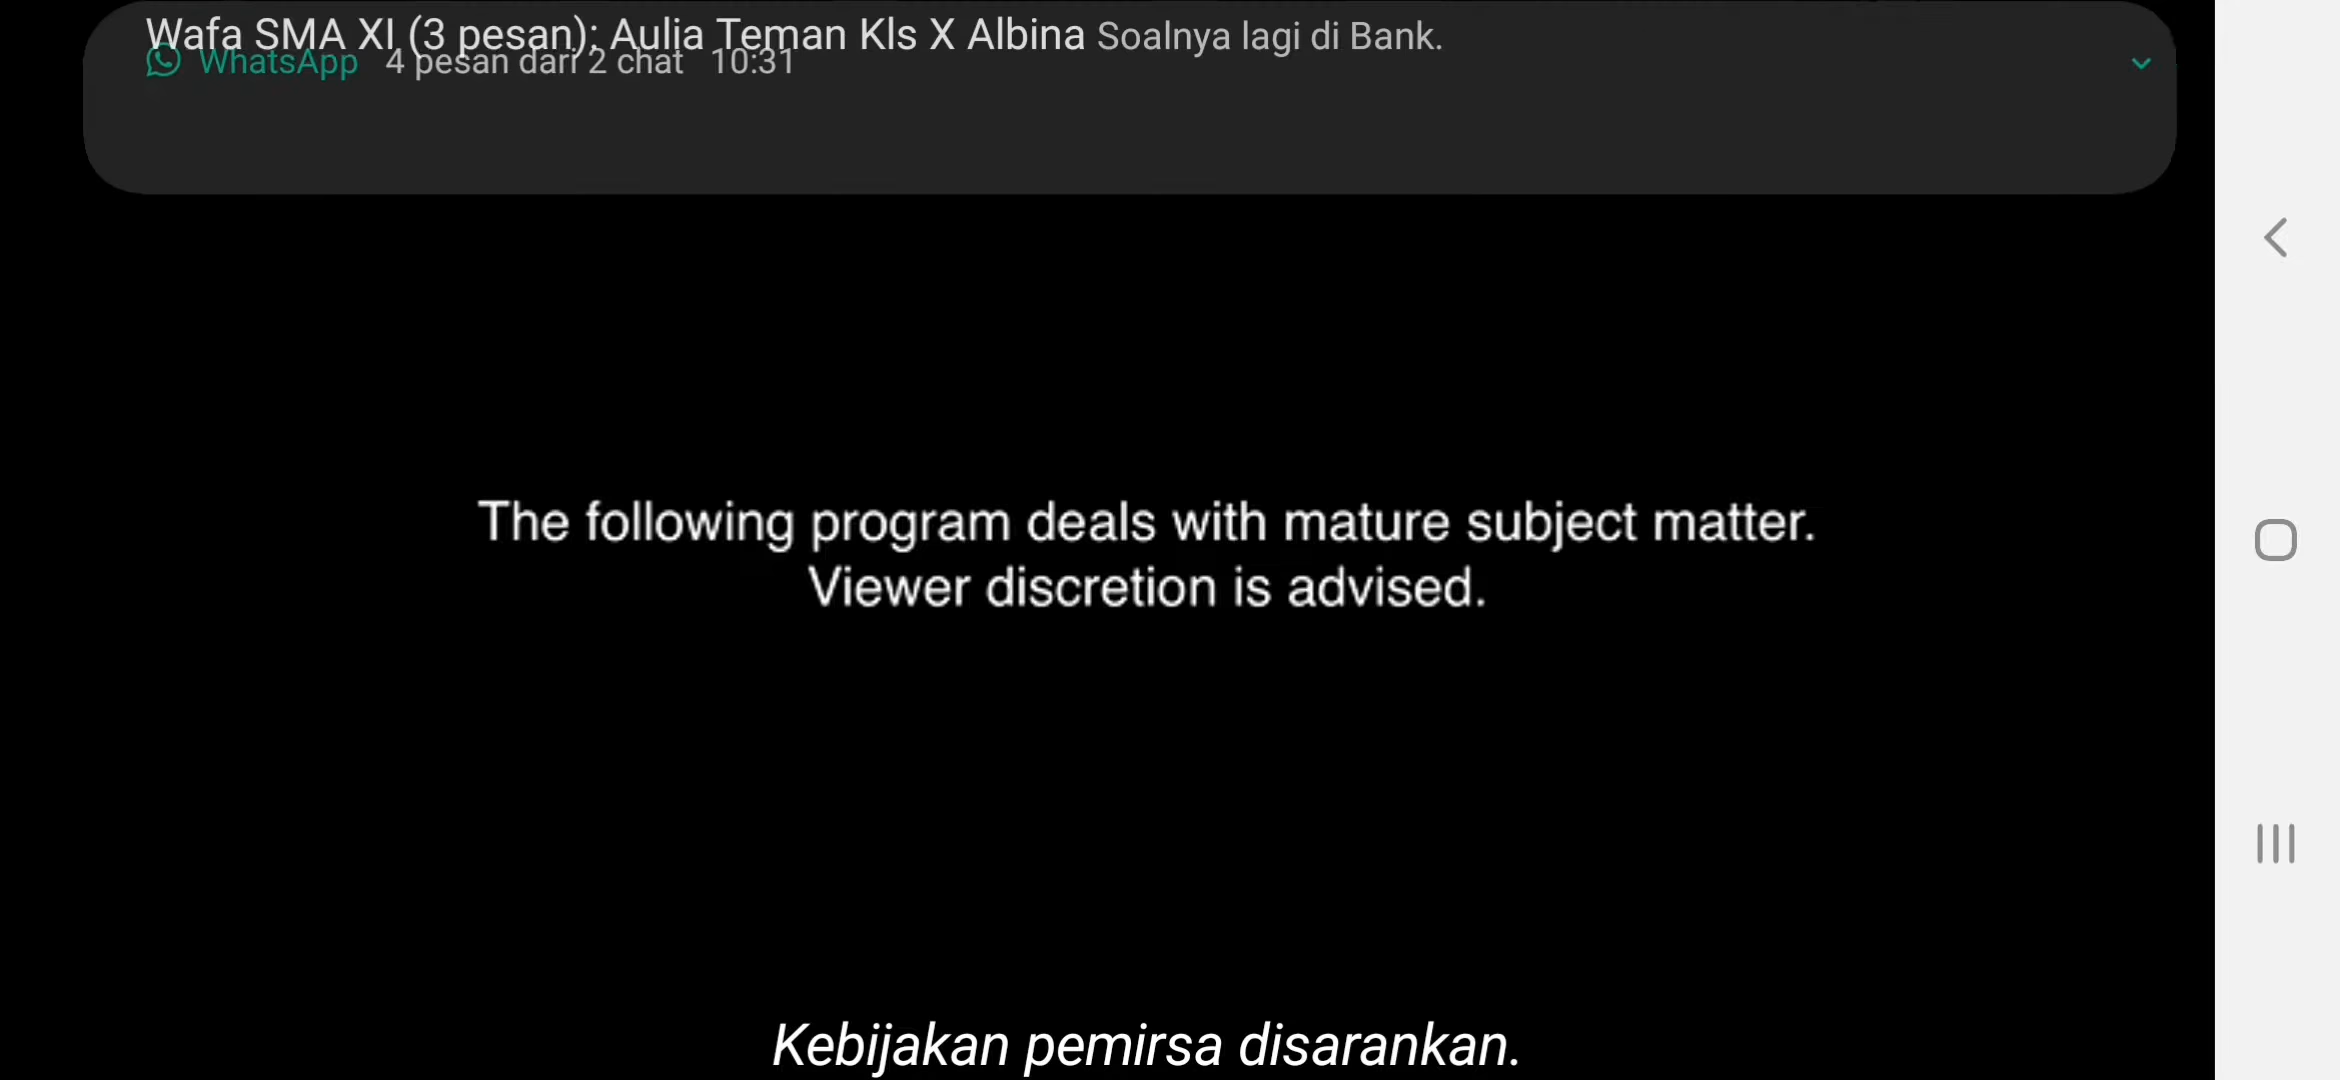 Wafa SMA XI (3 pesan): Aulia Teman Kls X Albina Soalnya lagi di Bank.
WhatsApp 4 pesan dari 2 chat 10:31
The following program deals with mature subject matter.
Viewer discretion is advised.
Kebijakan pemirsa disarankan.